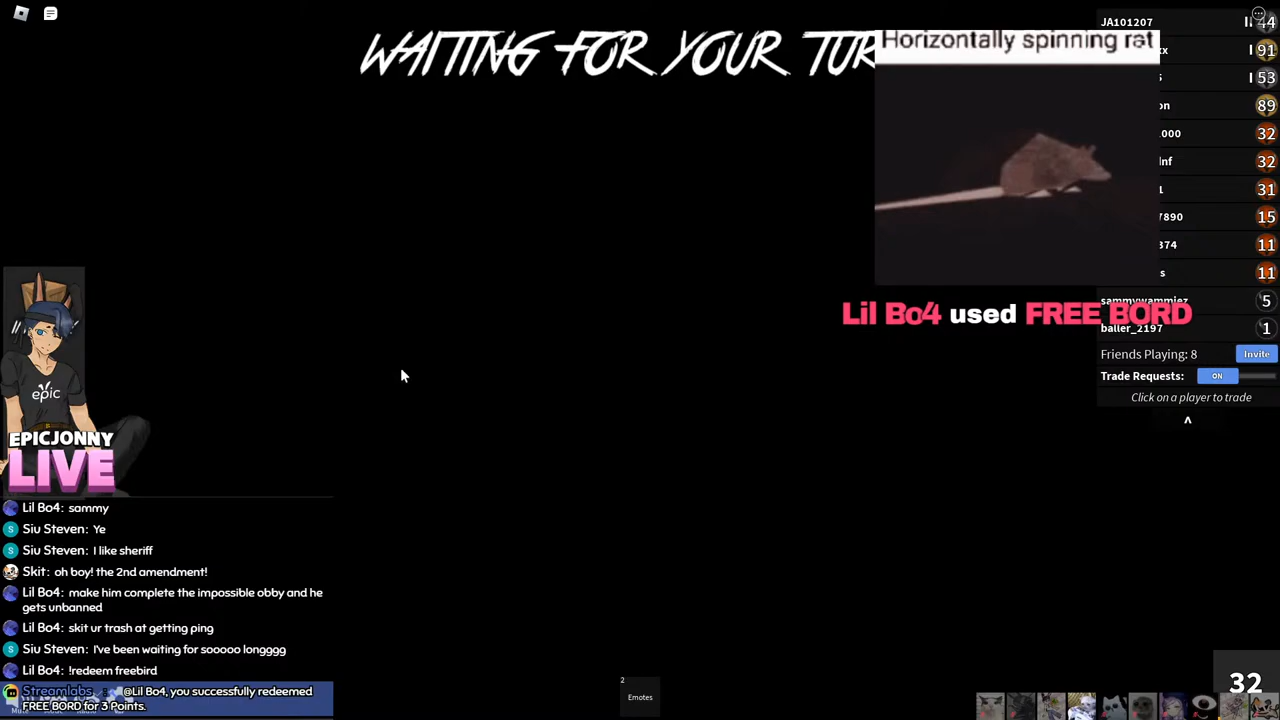 WAITING FOR YOUR TUR
Horizontally spinning rat
JA101207
44
91
53
on
89
000
32
lnf
32
1
31
7890
15
374
11
s
11
sammywammiez
5
baller_2197
1
Friends Playing: 8
Invite
Trade Requests:
ON
Click on a player to trade
^
Lil Bo4 used FREE BORD
epic
EPICJONNY
LIVE
Lil Bo4: sammy
S
Siu Steven: Ye
S
Siu Steven: I like sheriff
Skit: oh boy! the 2nd amendment!
Lil Bo4: make him complete the impossible obby and he
gets unbanned
Lil Bo4: skit ur trash at getting ping
S
Siu Steven: I've been waiting for sooooo longggg
Lil Bo4: !redeem freebird
Streamlabs : @Lil Bo4, you successfully redeemed
FREE BORD for 3 Points.
2
Emotes
32